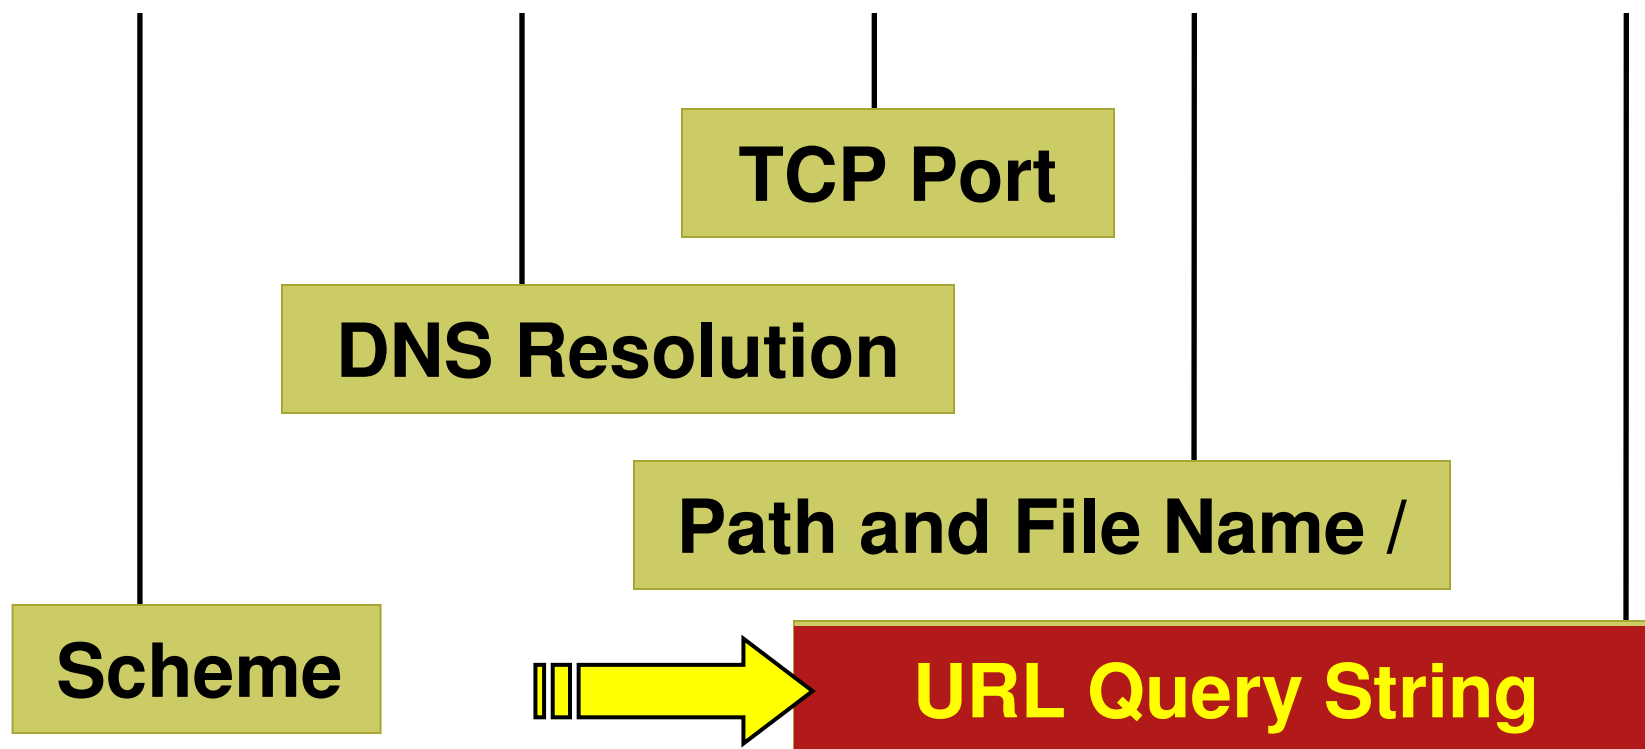 TCP Port
DNS Resolution
Path and File Name /
Scheme
URL Query String